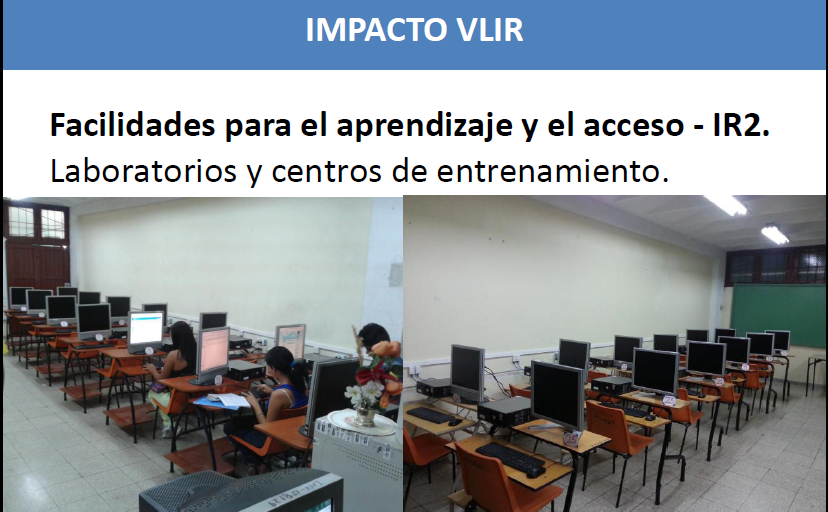 IMPACTO VLIR
Facilidades para el aprendizaje y el acceso - IR2.
Laboratorios y centros de entrenamiento.